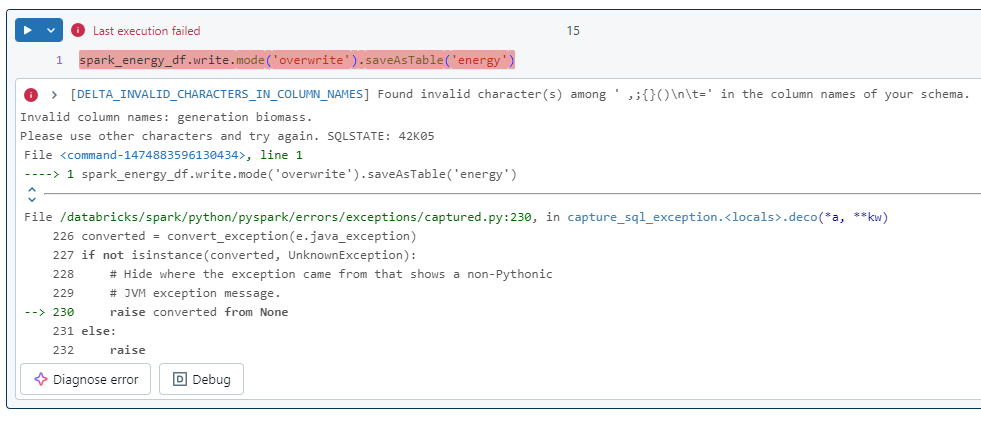 Last execution failed 15
1 spark_energy_df.write.mode('overwrite').saveAsTable('energy')
[DELTA_INVALID_CHARACTERS_IN_COLUMN_NAMES] Found invalid character(s) among ' ,;{}()\n\t=' in the column names of your schema.
Invalid column names: generation biomass.
Please use other characters and try again. SQLSTATE: 42K05
File <command-1474883596130434>, line 1
----> 1 spark_energy_df.write.mode('overwrite').saveAsTable('energy')
File /databricks/spark/python/pyspark/errors/exceptions/captured.py:230, in capture_sql_exception.<locals>.deco(*a, **kw)
226 converted = convert_exception(e.java_exception)
227 if not isinstance(converted, UnknownException):
228     # Hide where the exception came from that shows a non-Pythonic
229     # JVM exception message.
--> 230     raise converted from None
231 else:
232     raise
Diagnose error Debug